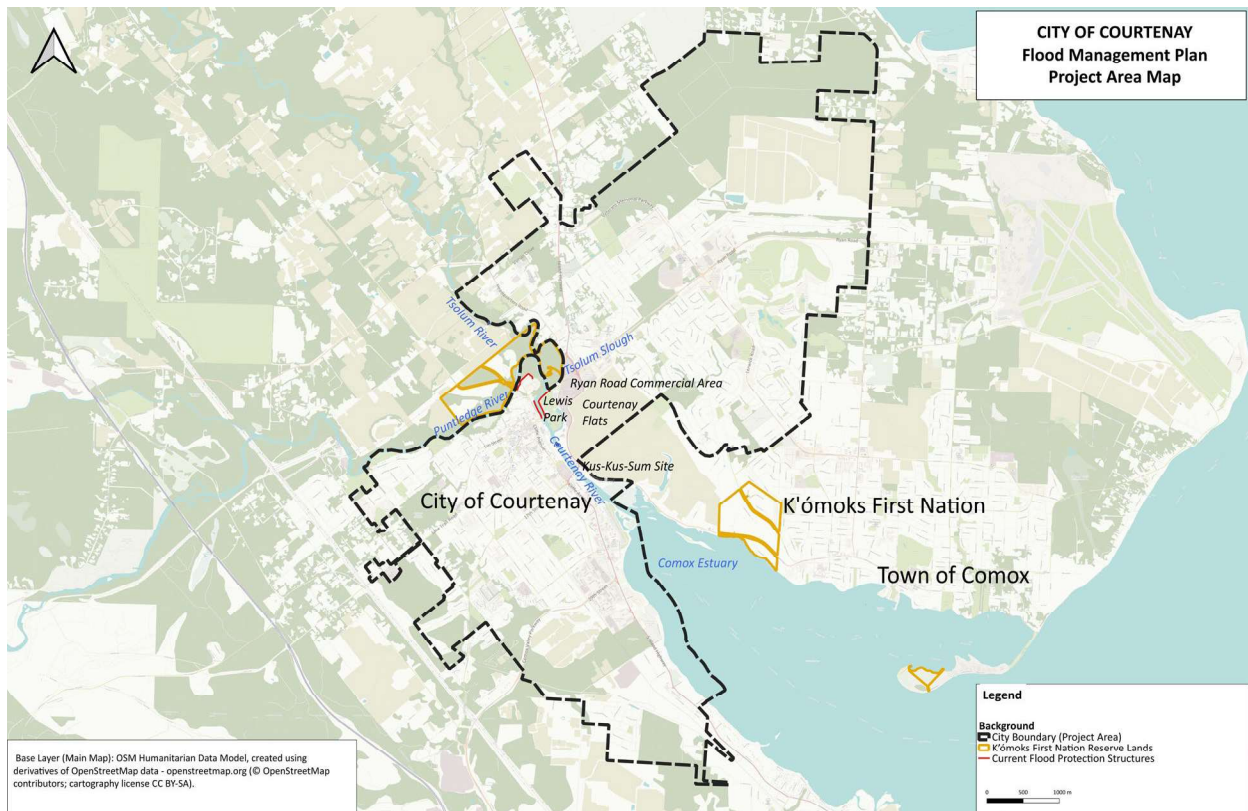 CITY OF COURTENAY
Flood Management Plan
Project Area Map
Tsolum River
Tsolum Slough
Ryan Road Commercial Area
Puntledge River
Lewis
Park
Courtenay
Flats
Courtenay River
Kus-Kus-Sum Site
City of Courtenay
K'ómoks First Nation
Comox Estuary
Town of Comox
Legend
Background
City Boundary (Project Area)
K'ómoks First Nation Reserve Lands
Current Flood Protection Structures
0 500 1000 m
Base Layer (Main Map): OSM Humanitarian Data Model, created using
derivatives of OpenStreetMap data - openstreetmap.org (© OpenStreetMap
contributors; cartography license CC BY-SA).